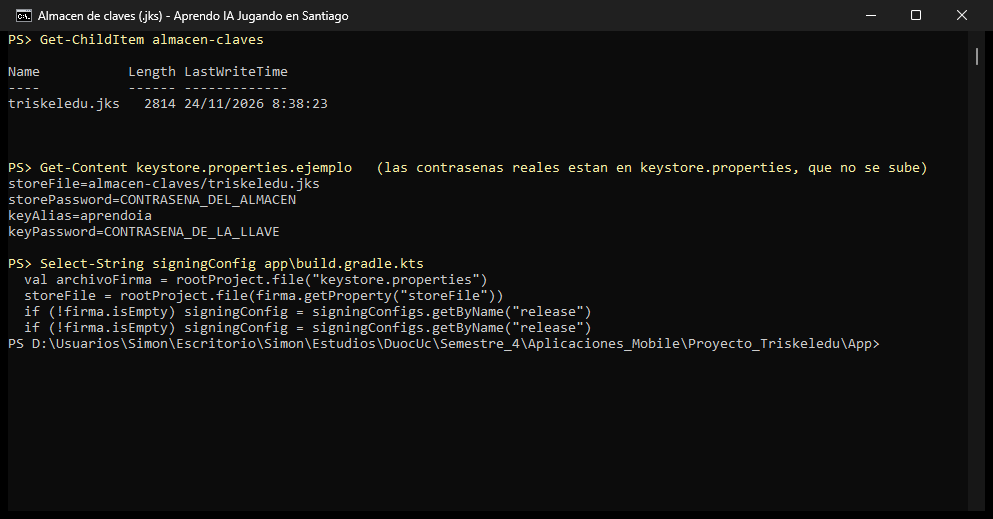 Almacen de claves (.jks) - Aprendo IA Jugando en Santiago
PS> Get-ChildItem almacen-claves
Name           Length LastWriteTime
----           ------ -------------
triskeledu.jks   2814 24/11/2026 8:38:23
PS> Get-Content keystore.properties.ejemplo   (las contrasenas reales estan en keystore.properties, que no se sube)
storeFile=almacen-claves/triskeledu.jks
storePassword=CONTRASENA_DEL_ALMACEN
keyAlias=aprendoia
keyPassword=CONTRASENA_DE_LA_LLAVE
PS> Select-String signingConfig app\build.gradle.kts
  val archivoFirma = rootProject.file("keystore.properties")
  storeFile = rootProject.file(firma.getProperty("storeFile"))
  if (!firma.isEmpty) signingConfig = signingConfigs.getByName("release")
  if (!firma.isEmpty) signingConfig = signingConfigs.getByName("release")
PS D:\Usuarios\Simon\Escritorio\Simon\Estudios\DuocUc\Semestre_4\Aplicaciones_Mobile\Proyecto_Triskeledu\App>